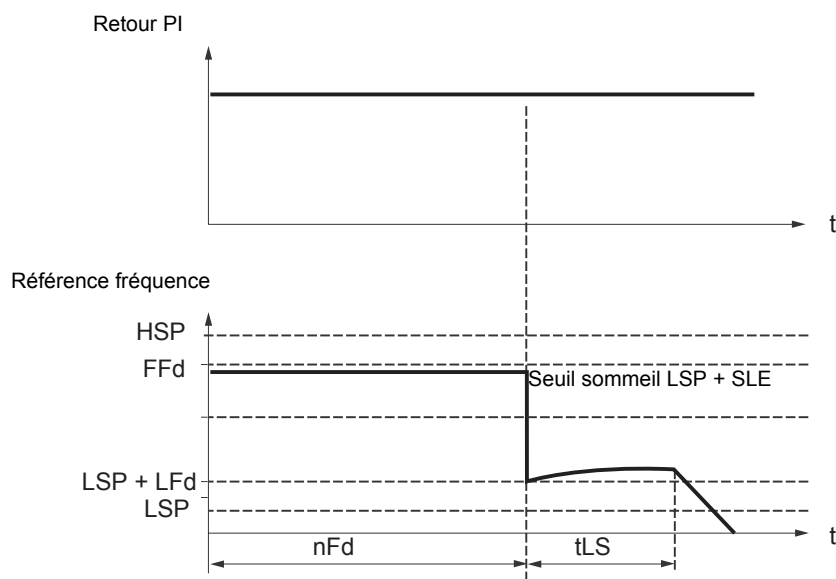 Retour PI
t
Référence fréquence
HSP
FFd
Seuil sommeil LSP + SLE
LSP + LFd
LSP
t
nFd
tLS